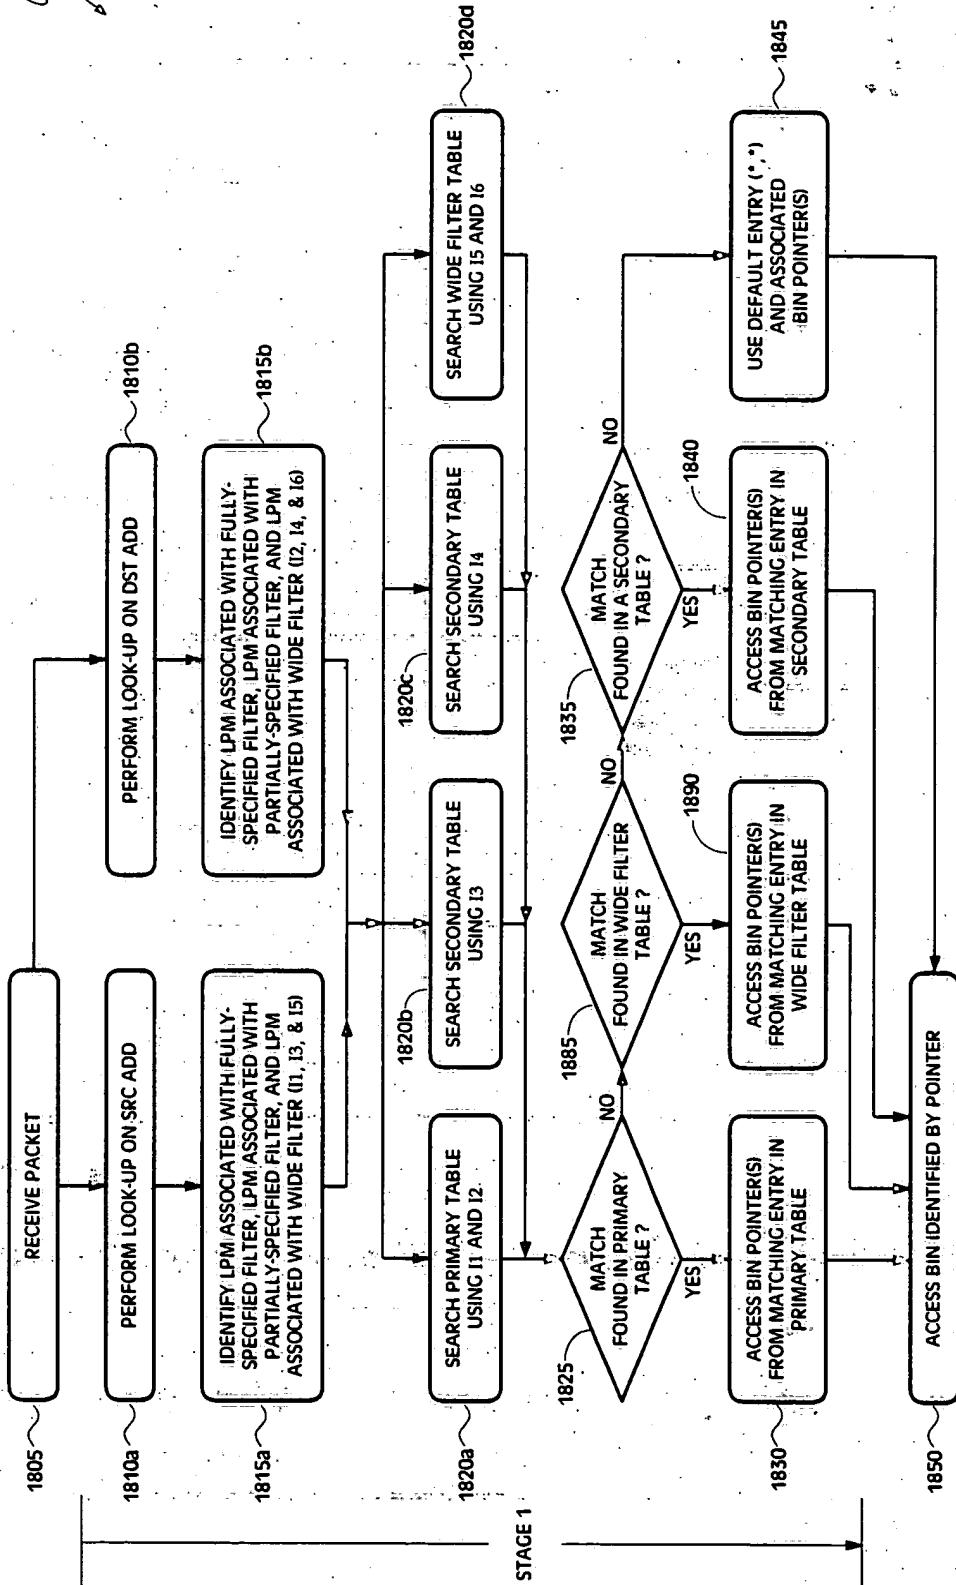 1805
RECEIVE PACKET
1810a
PERFORM LOOK-UP ON SRC ADD
PERFORM LOOK-UP ON DST ADD
1810b
1815a
IDENTIFY LPM ASSOCIATED WITH FULLY-
SPECIFIED FILTER, LPM ASSOCIATED WITH
PARTIALLY-SPECIFIED FILTER, AND LPM
ASSOCIATED WITH WIDE FILTER (I1, I3, & I5)
IDENTIFY LPM ASSOCIATED WITH FULLY-
SPECIFIED FILTER, LPM ASSOCIATED WITH
PARTIALLY-SPECIFIED FILTER, AND LPM
ASSOCIATED WITH WIDE FILTER (I2, I4, & I6)
1815b
STAGE 1
1820a
SEARCH PRIMARY TABLE
USING I1 AND I2
1820b
SEARCH SECONDARY TABLE
USING I3
1820c
SEARCH SECONDARY TABLE
USING I4
SEARCH WIDE FILTER TABLE
USING I5 AND I6
1820d
1825
MATCH
FOUND IN PRIMARY
TABLE ?
NO
YES
1885
MATCH
FOUND IN WIDE FILTER
TABLE ?
NO
YES
1835
MATCH
FOUND IN A SECONDARY
TABLE ?
NO
YES
1830
ACCESS BIN POINTER(S)
FROM MATCHING ENTRY IN
PRIMARY TABLE
1890
ACCESS BIN POINTER(S)
FROM MATCHING ENTRY IN
WIDE FILTER TABLE
1840
ACCESS BIN POINTER(S)
FROM MATCHING ENTRY IN
SECONDARY TABLE
USE DEFAULT ENTRY (*,*)
AND ASSOCIATED
BIN POINTER(S)
1845
1850
ACCESS BIN IDENTIFIED BY POINTER